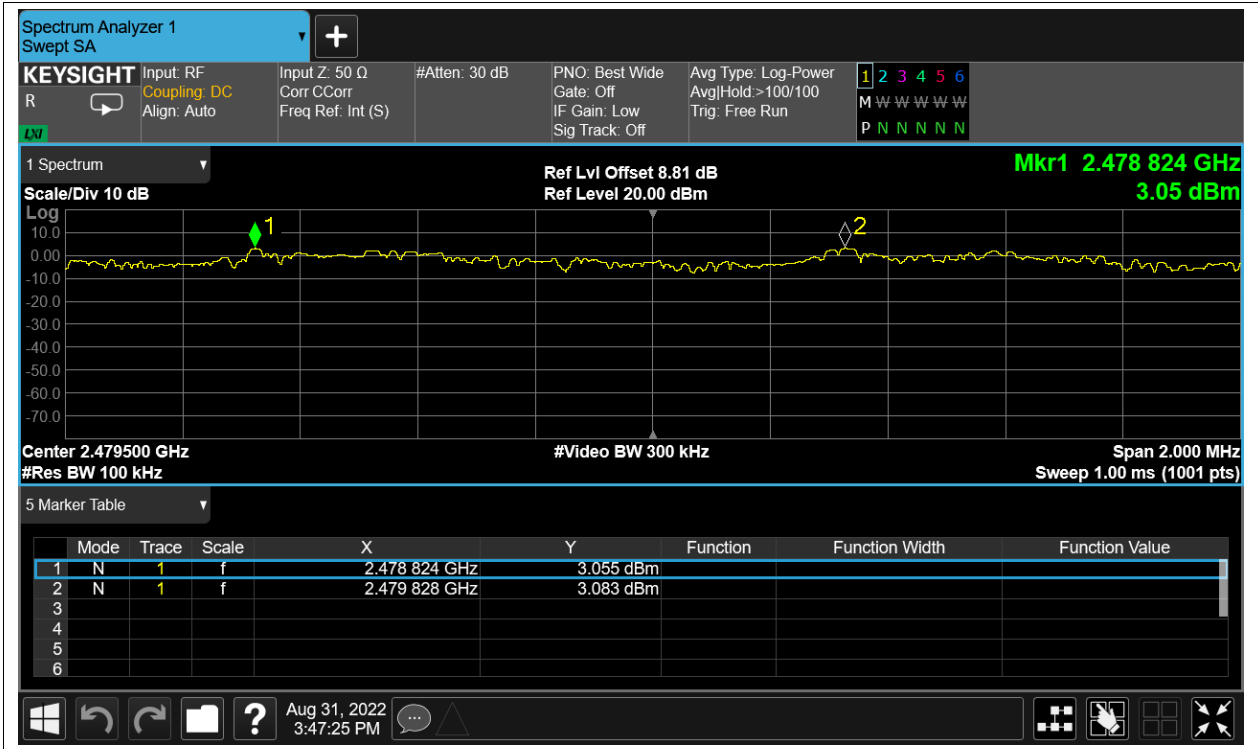 Spectrum Analyzer 1
Swept SA
KEYSIGHT
R
LXI
Input: RF
Coupling: DC
Align: Auto
Input Z: 50 Ω
Corr CCorr
Freq Ref: Int (S)
#Atten: 30 dB
PNO: Best Wide
Gate: Off
IF Gain: Low
Sig Track: Off
Avg Type: Log-Power
Avg|Hold:>100/100
Trig: Free Run
1 2 3 4 5 6
M W W W W W
P N N N N N
1 Spectrum
Scale/Div 10 dB
Ref Lvl Offset 8.81 dB
Ref Level 20.00 dBm
Mkr1 2.478 824 GHz
3.05 dBm
Log
10.0
0.00
-10.0
-20.0
-30.0
-40.0
-50.0
-60.0
-70.0
1
2
Center 2.479500 GHz
#Res BW 100 kHz
#Video BW 300 kHz
Span 2.000 MHz
Sweep 1.00 ms (1001 pts)
5 Marker Table
Mode Trace Scale X Y Function Function Width Function Value
1 N 1 f 2.478 824 GHz 3.055 dBm
2 N 1 f 2.479 828 GHz 3.083 dBm
3
4
5
6
?
Aug 31, 2022
3:47:25 PM